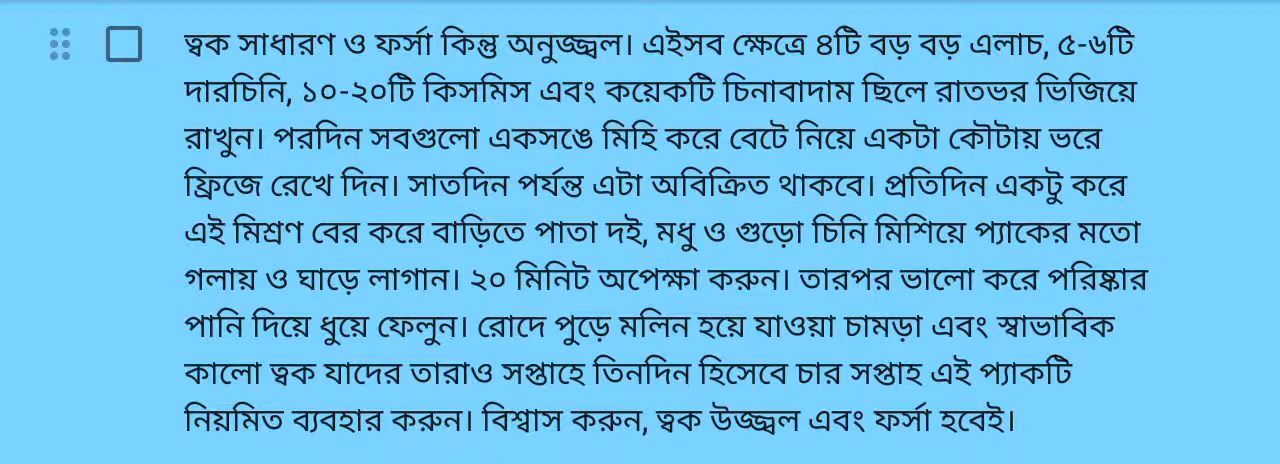 ত্বক সাধারণ ও ফর্সা কিন্তু অনুজ্জ্বল। এইসব ক্ষেত্রে ৪টি বড় বড় এলাচ, ৫-৬টি
দারচিনি, ১০-২০টি কিসমিস এবং কয়েকটি চিনাবাদাম ছিলে রাতভর ভিজিয়ে
রাখুন। পরদিন সবগুলো একসঙে মিহি করে বেটে নিয়ে একটা কৌটায় ভরে
ফ্রিজে রেখে দিন। সাতদিন পর্যন্ত এটা অবিক্রিত থাকবে। প্রতিদিন একটু করে
এই মিশ্রণ বের করে বাড়িতে পাতা দই, মধু ও গুড়ো চিনি মিশিয়ে প্যাকের মতো
গলায় ও ঘাড়ে লাগান। ২০ মিনিট অপেক্ষা করুন। তারপর ভালো করে পরিষ্কার
পানি দিয়ে ধুয়ে ফেলুন। রোদে পুড়ে মলিন হয়ে যাওয়া চামড়া এবং স্বাভাবিক
কালো ত্বক যাদের তারাও সপ্তাহে তিনদিন হিসেবে চার সপ্তাহ এই প্যাকটি
নিয়মিত ব্যবহার করুন। বিশ্বাস করুন, ত্বক উজ্জ্বল এবং ফর্সা হবেই।